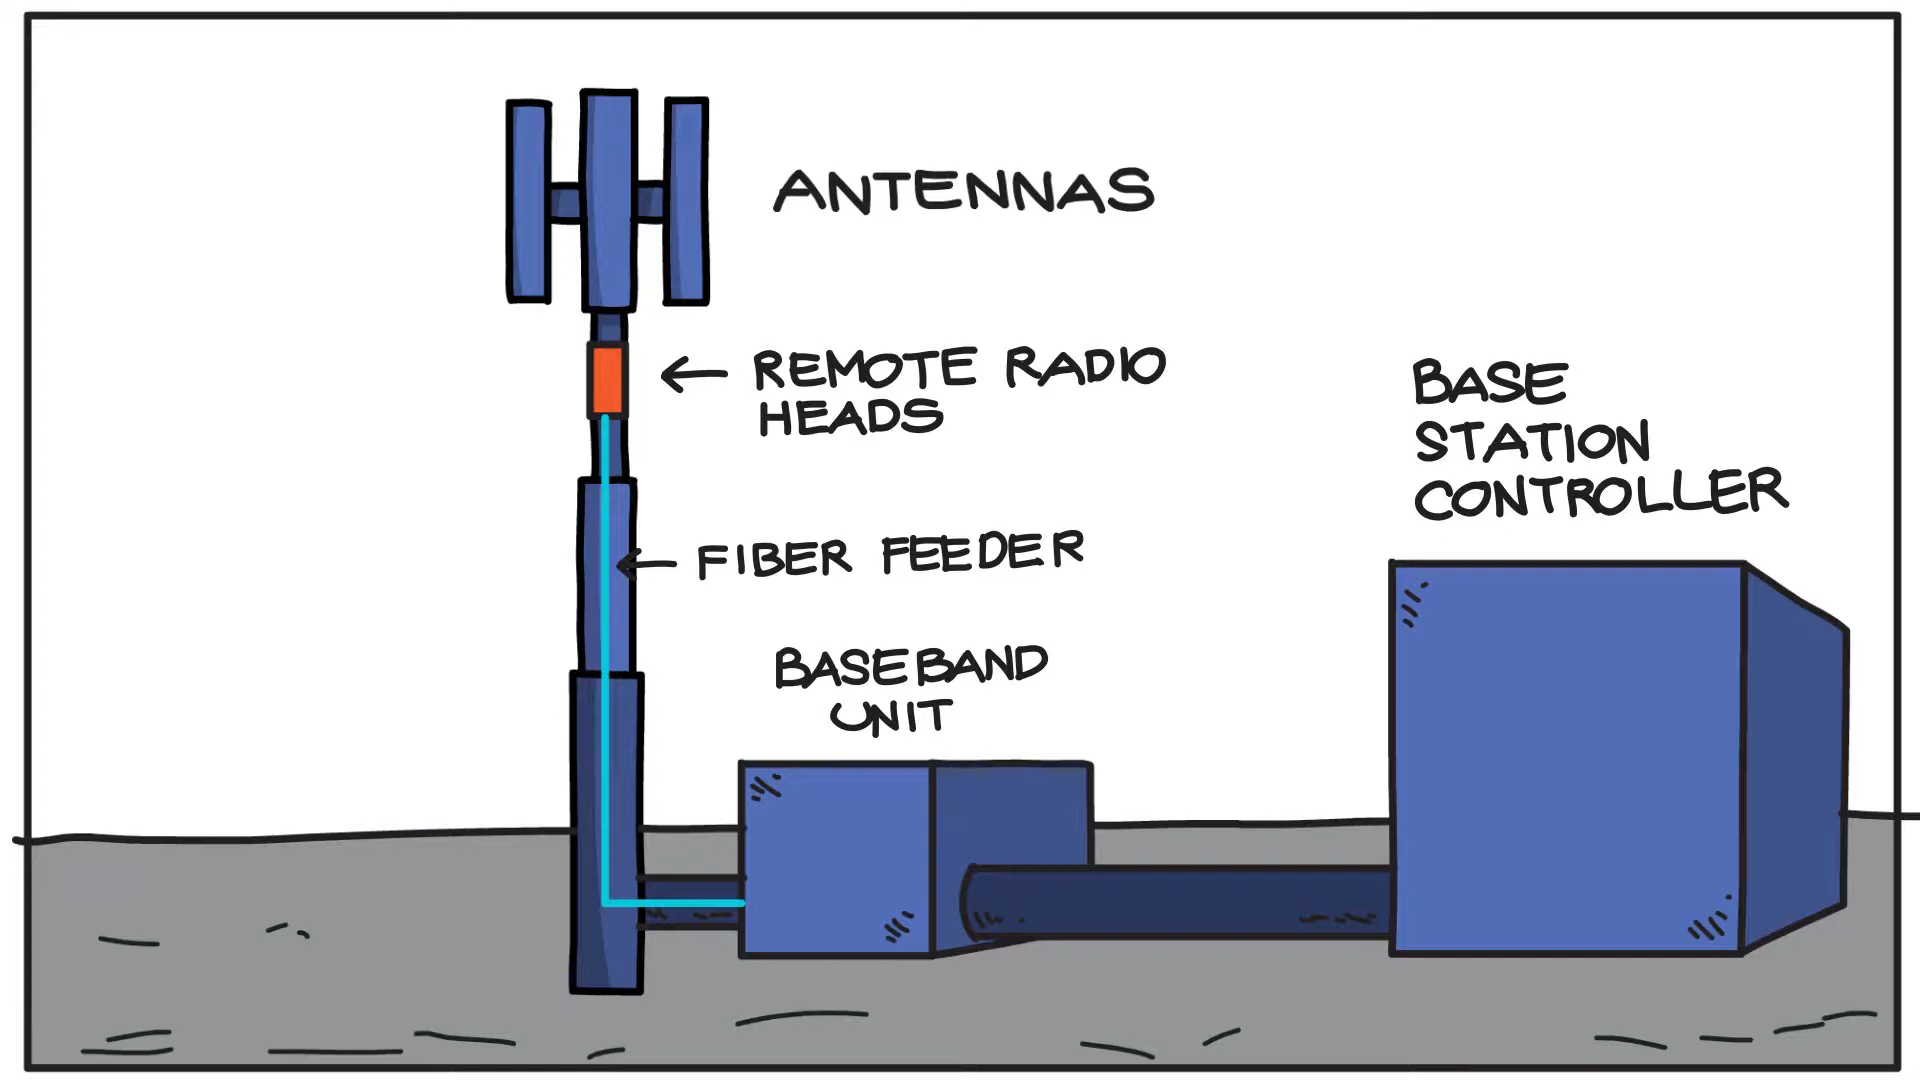 ANTENNAS
REMOTE RADIO
HEADS
BASE
STATION
CONTROLLER
FIBER FEEDER
BASEBAND
UNIT